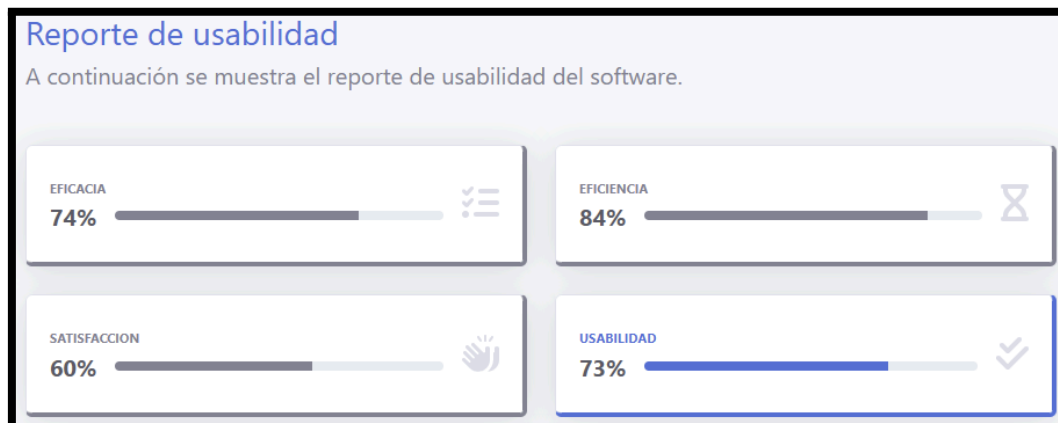 Reporte de usabilidad
A continuación se muestra el reporte de usabilidad del software.
EFICACIA
74%
EFICIENCIA
84%
SATISFACCION
60%
USABILIDAD
73%